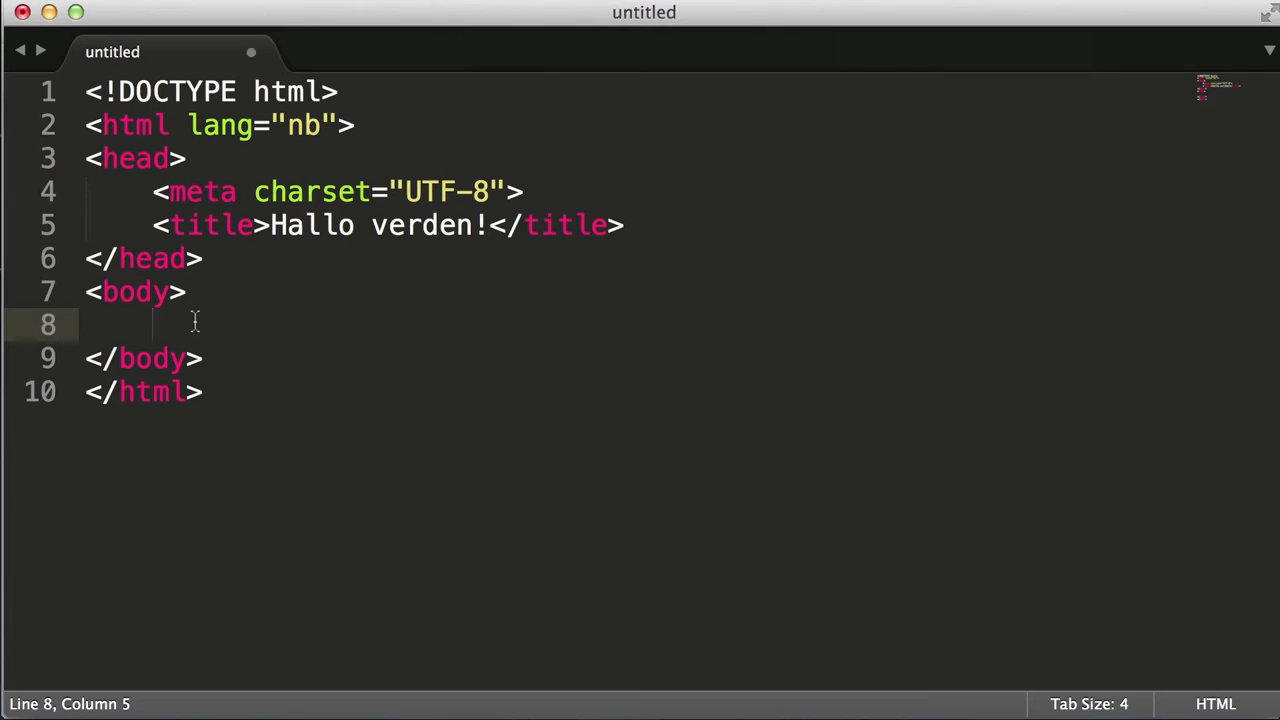 untitled
untitled
1 <!DOCTYPE html>
2 <html lang="nb">
3 <head>
4     <meta charset="UTF-8">
5     <title>Hallo verden!</title>
6 </head>
7 <body>
8
9 </body>
10 </html>
Line 8, Column 5 Tab Size: 4 HTML